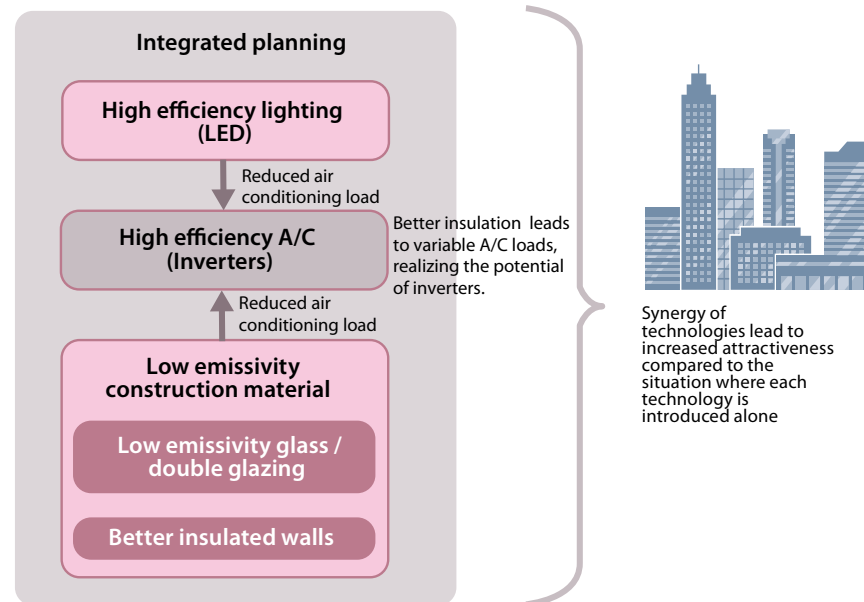 Integrated planning
High efficiency lighting
(LED)
Reduced air
conditioning load
High efficiency A/C
(Inverters)
Better insulation leads
to variable A/C loads,
realizing the potential
of inverters.
Reduced air
conditioning load
Low emissivity
construction material
Low emissivity glass /
double glazing
Better insulated walls
Synergy of
technologies lead to
increased attractiveness
compared to the
situation where each
technology is
introduced alone